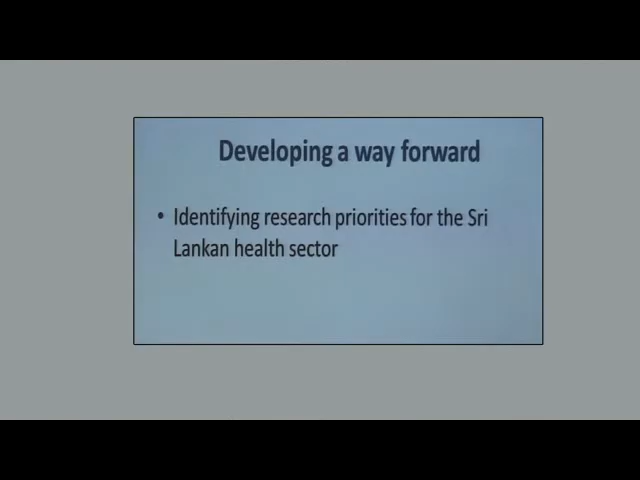 Developing a way forward
• Identifying research priorities for the Sri
Lankan health sector